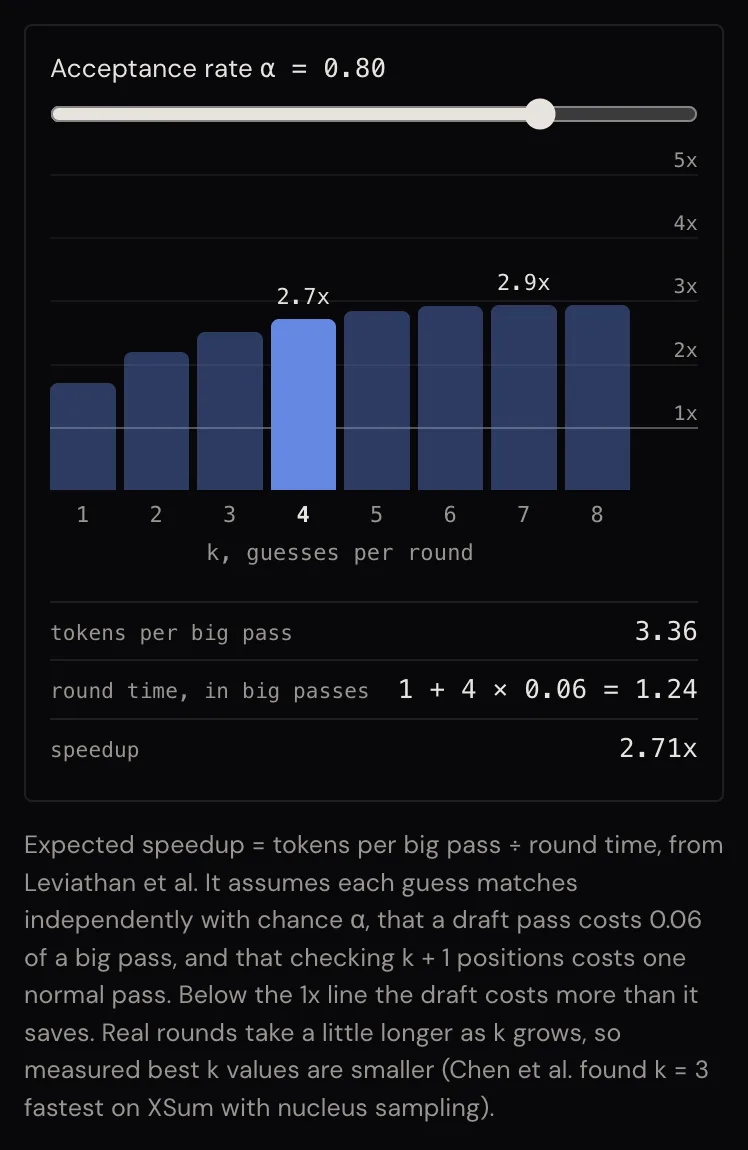 Acceptance rate α = 0.80
5x
4x
3x
2x
1x
2.7x
2.9x
1 2 3 4 5 6 7 8
k, guesses per round
tokens per big pass 3.36
round time, in big passes 1 + 4 × 0.06 = 1.24
speedup 2.71x
Expected speedup = tokens per big pass ÷ round time, from
Leviathan et al. It assumes each guess matches
independently with chance α, that a draft pass costs 0.06
of a big pass, and that checking k + 1 positions costs one
normal pass. Below the 1x line the draft costs more than it
saves. Real rounds take a little longer as k grows, so
measured best k values are smaller (Chen et al. found k = 3
fastest on XSum with nucleus sampling).